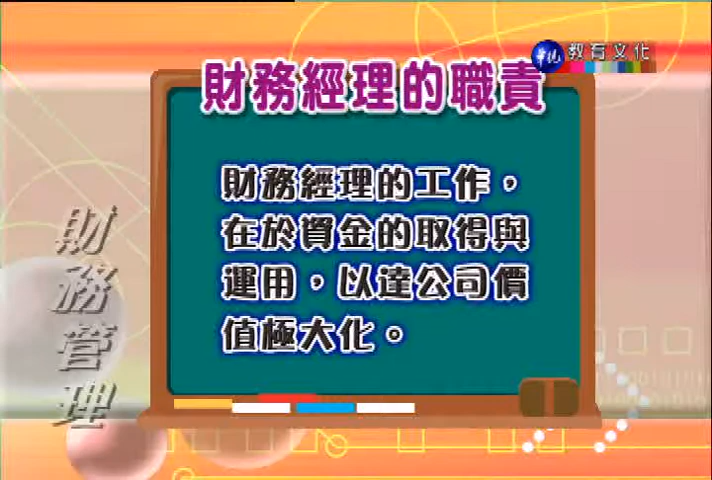 華視 教育文化
財務經理的職責
財務經理的工作，
在於資金的取得與
運用，以達公司價
值極大化。
財務管理